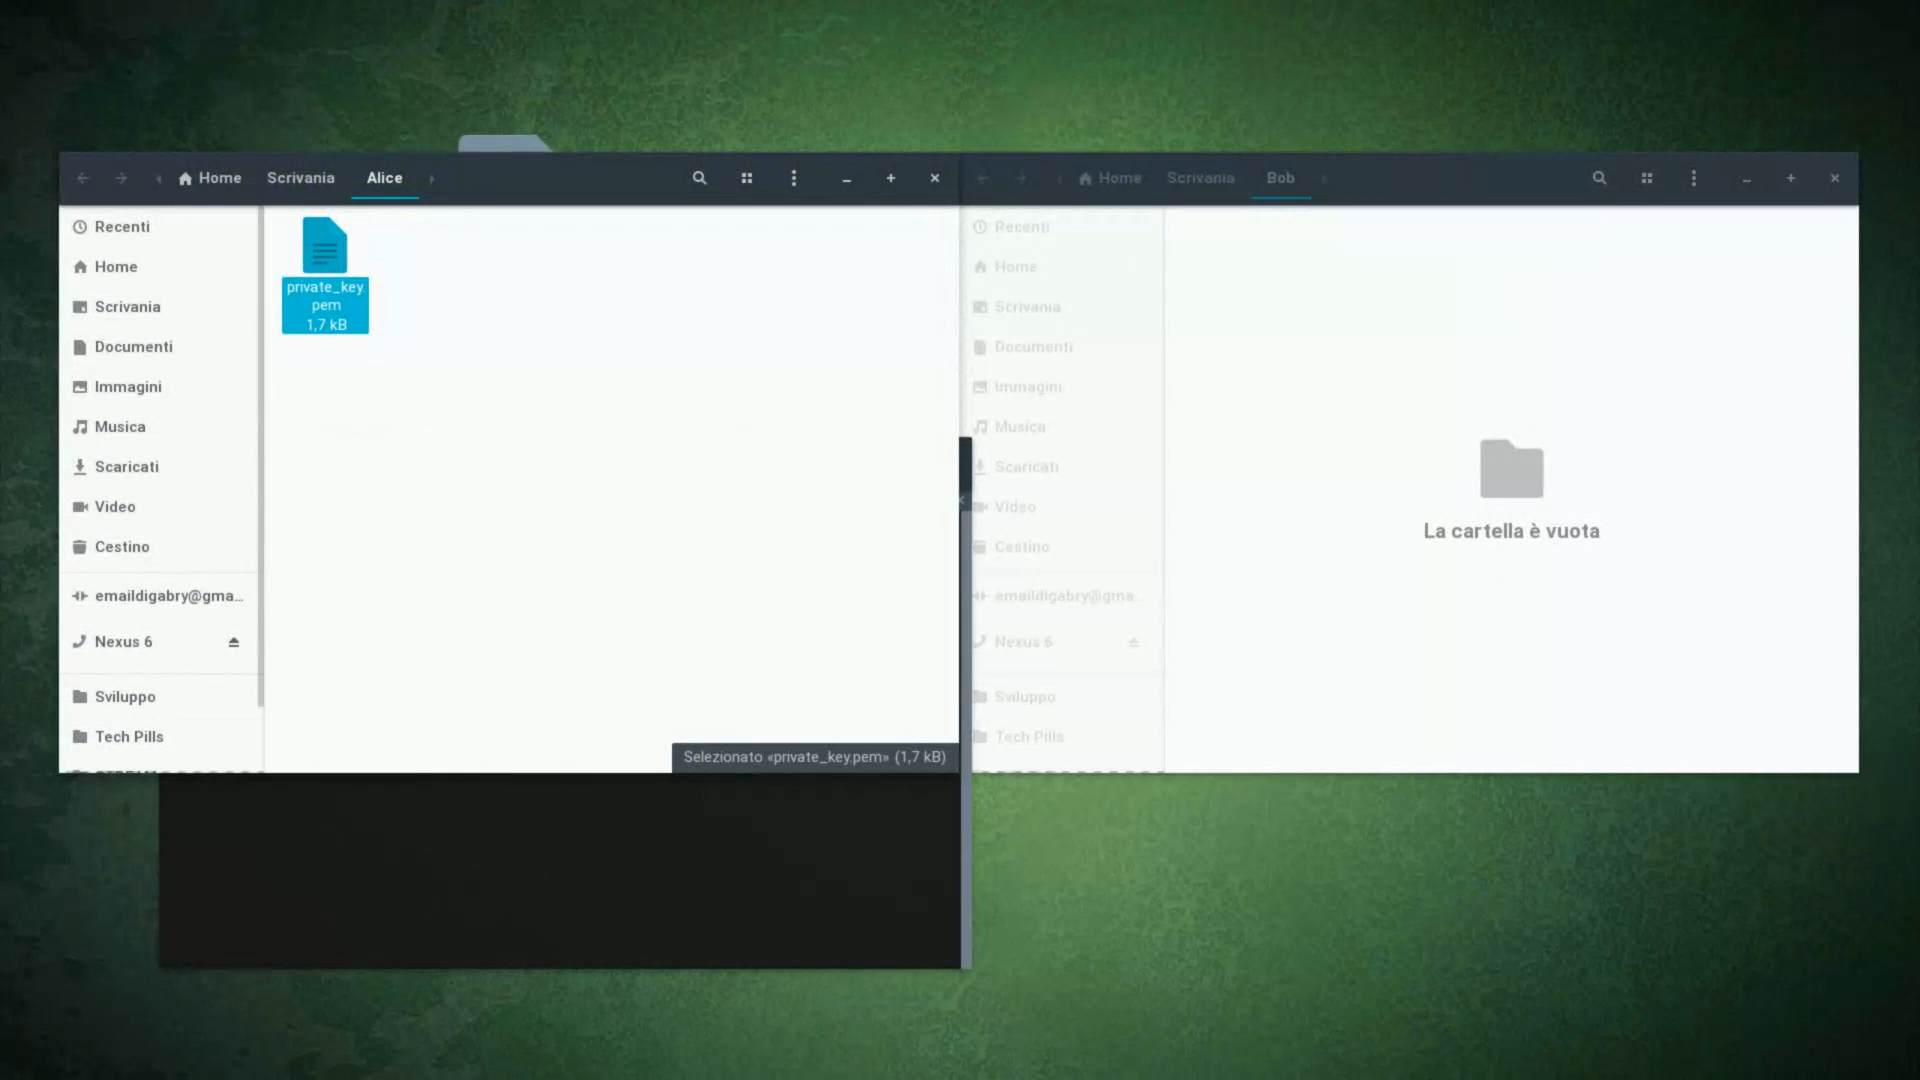 Home Scrivania Alice
Recenti
Home
Scrivania
Documenti
Immagini
Musica
Scaricati
Video
Cestino
emaildigabry@gma...
Nexus 6
Sviluppo
Tech Pills
private_key.
pem
1,7 kB
Selezionato «private_key.pem» (1,7 kB)
Home Scrivania Bob
Recenti
Home
Scrivania
Documenti
Immagini
Musica
Scaricati
Video
Cestino
emaildigabry@gma...
Nexus 6
Sviluppo
Tech Pills
La cartella è vuota